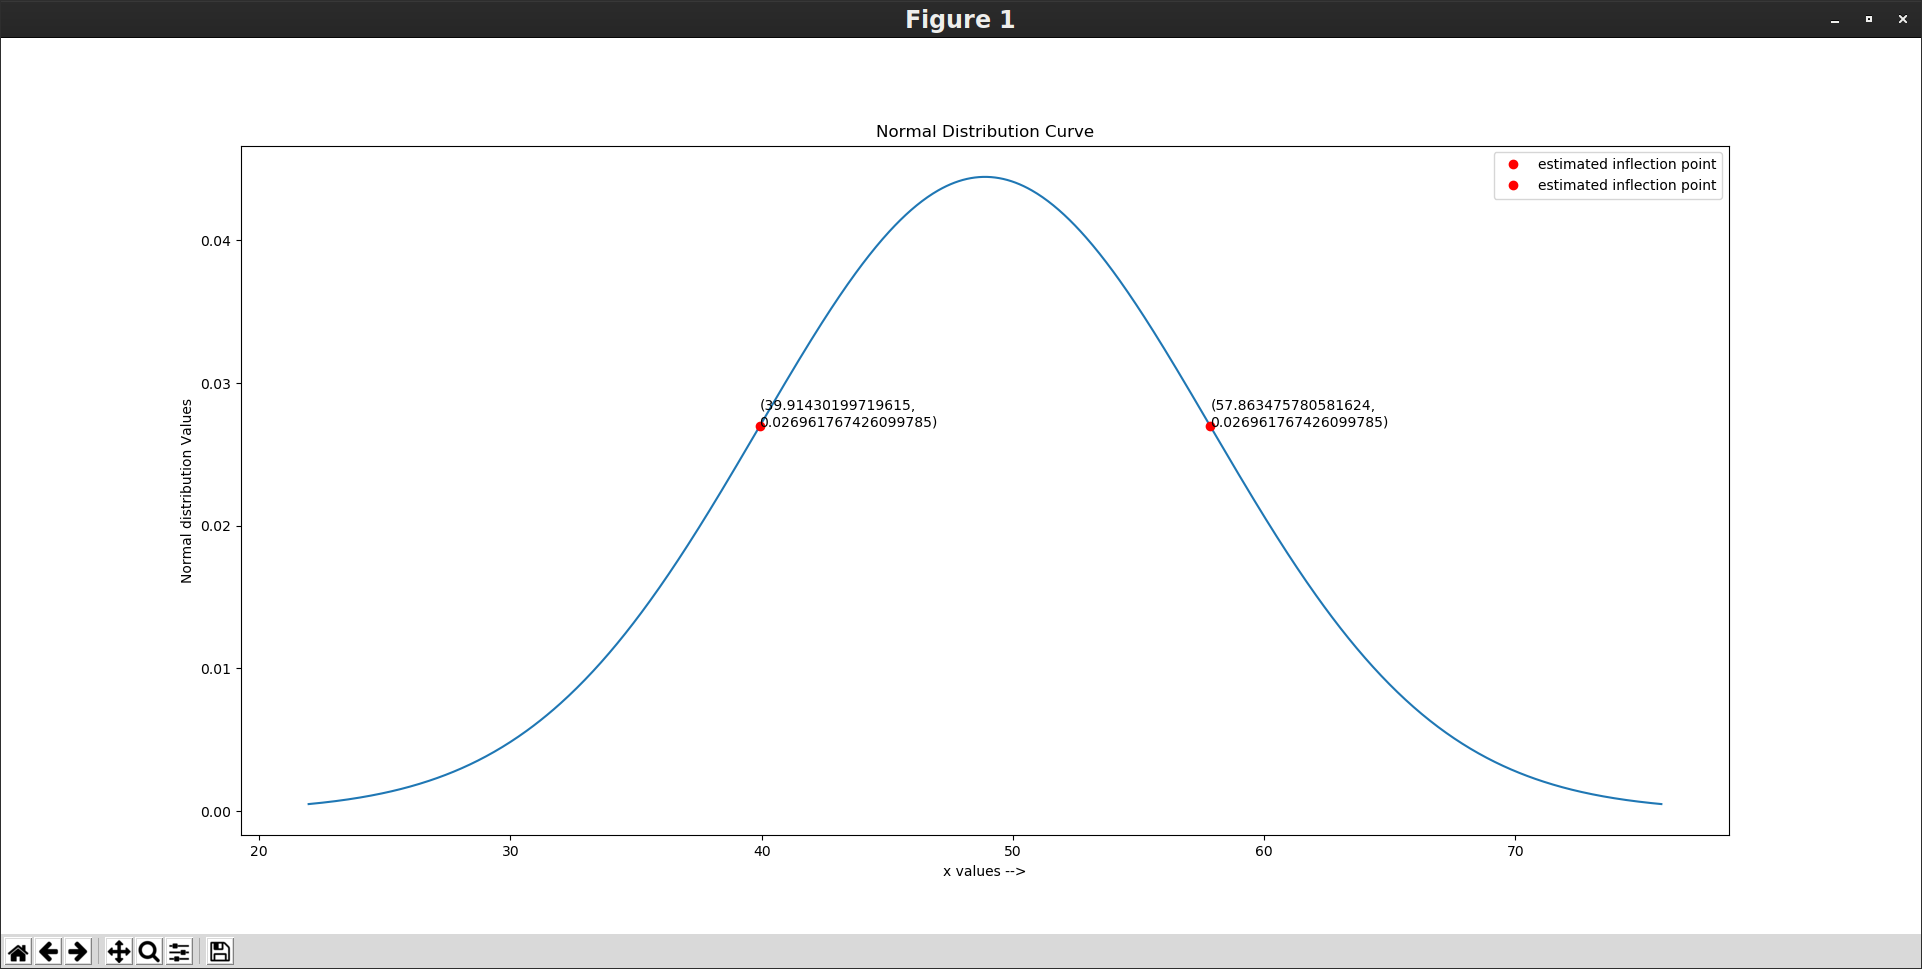 Figure 1
Normal Distribution Curve
estimated inflection point
estimated inflection point
0.04
0.03
0.02
0.01
0.00
Normal distribution Values
(39.91430199719615,
0.026961767426099785)
(57.863475780581624,
0.026961767426099785)
20 30 40 50 60 70
x values -->